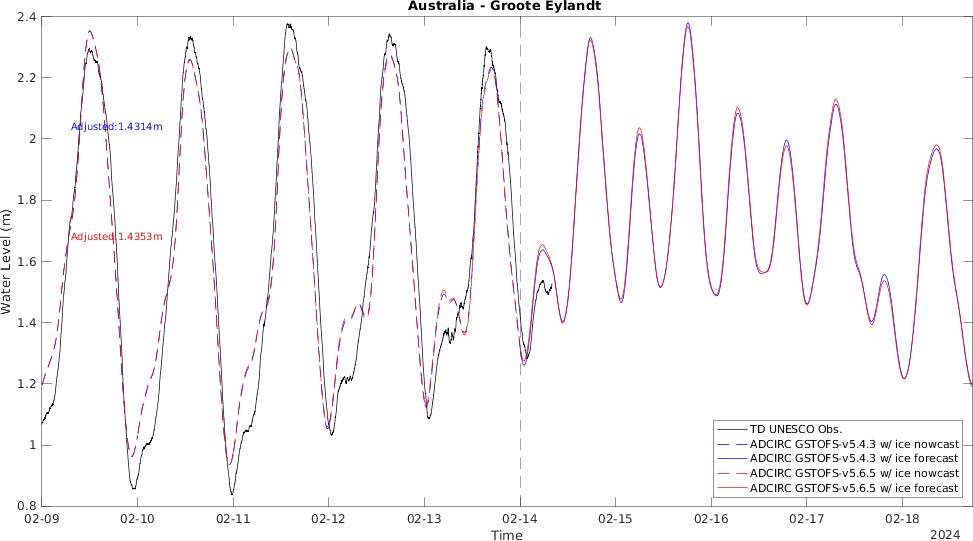 Australia - Groote Eylandt
2.4
2.2
2
1.8
1.6
1.4
1.2
1
0.8
Water Level (m)
Adjusted:1.4314m
Adjusted:1.4353m
TD UNESCO Obs.
ADCIRC GSTOFS-v5.4.3 w/ ice nowcast
ADCIRC GSTOFS-v5.4.3 w/ ice forecast
ADCIRC GSTOFS-v5.6.5 w/ ice nowcast
ADCIRC GSTOFS-v5.6.5 w/ ice forecast
02-09 02-10 02-11 02-12 02-13 02-14 02-15 02-16 02-17 02-18
Time
2024